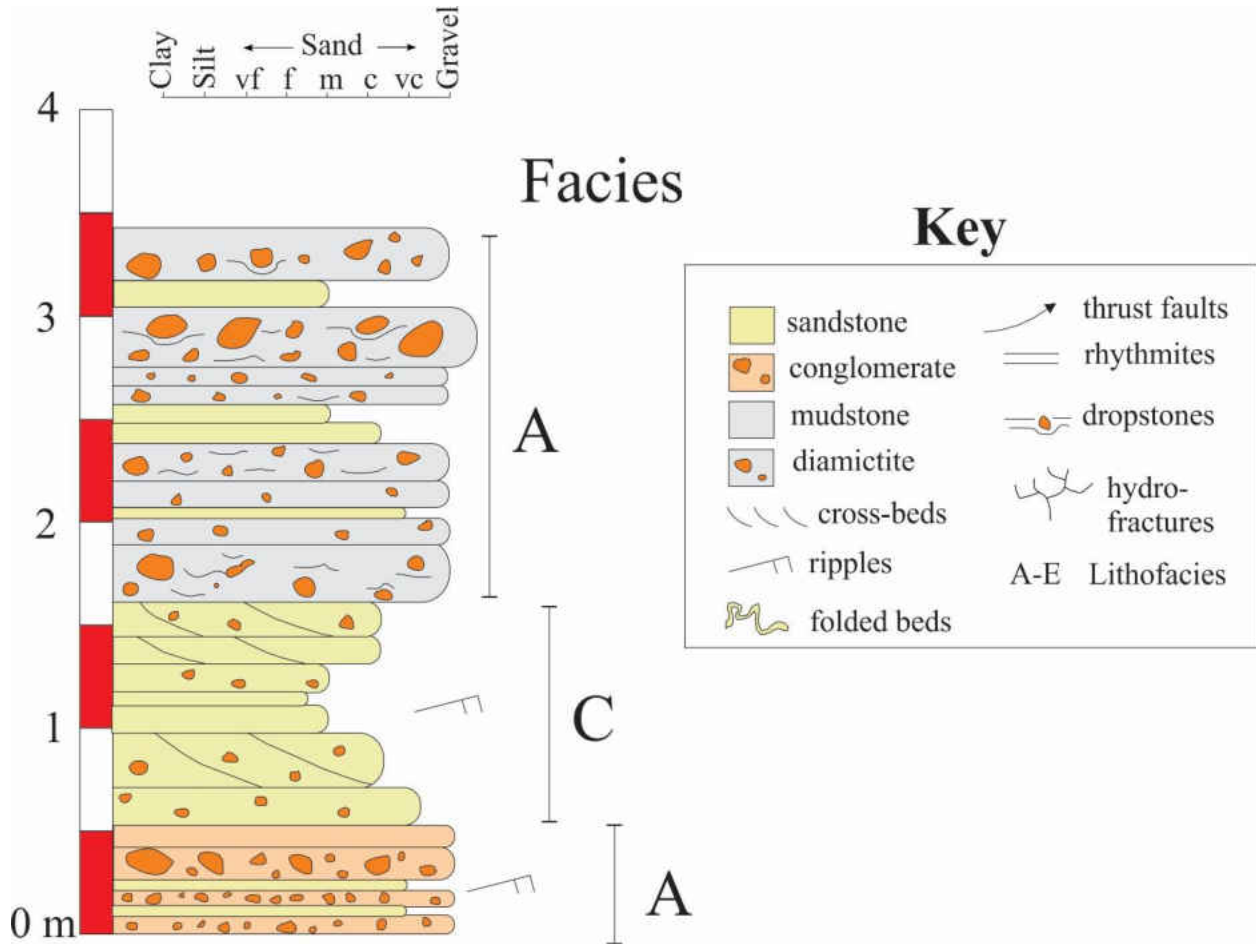 Clay
Silt
vf
f
m
c
vc
Gravel
Sand
4
3
2
1
0 m
Facies
A
C
A
Key
sandstone
conglomerate
mudstone
diamictite
cross-beds
ripples
folded beds
thrust faults
rhythmites
dropstones
hydro-
fractures
A-E Lithofacies